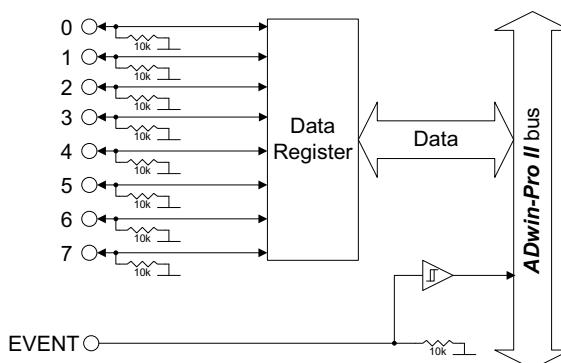 0
10k
1
10k
2
10k
3
10k
4
10k
5
10k
6
10k
7
10k
Data
Register
Data
ADwin-Pro II bus
EVENT
10k